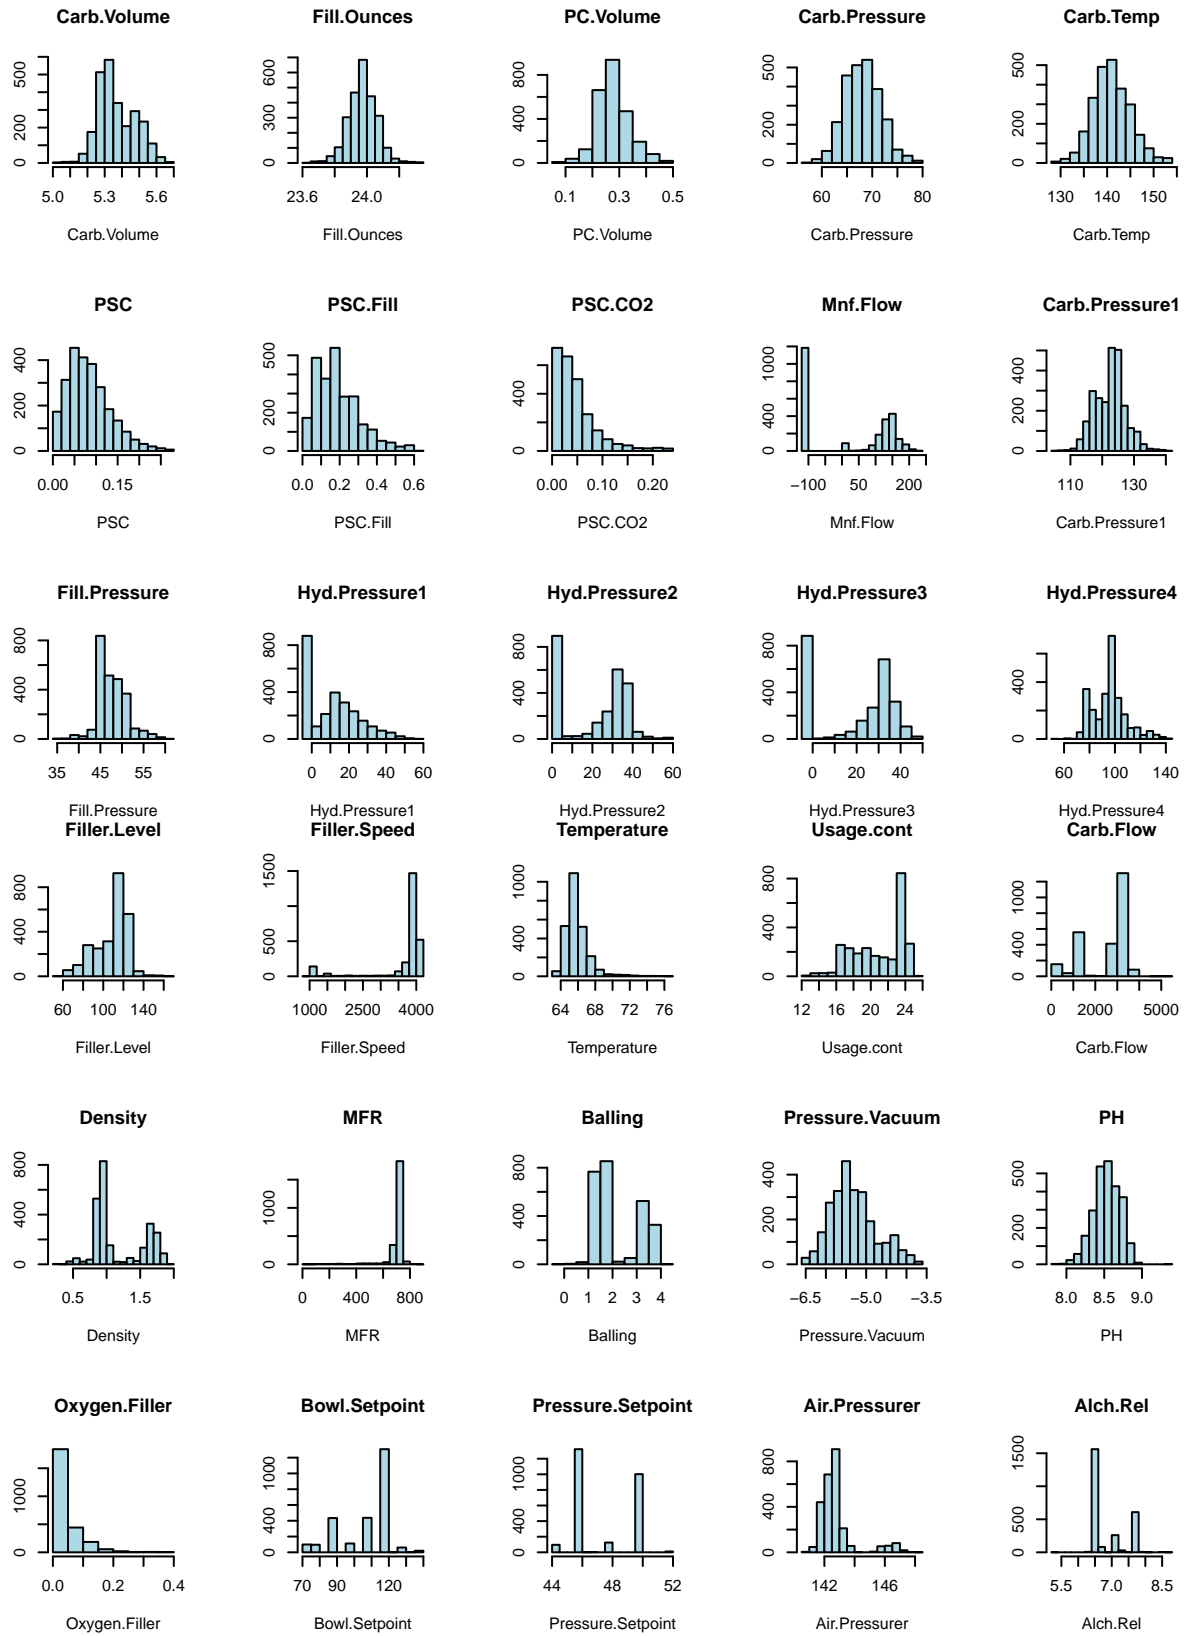 Carb.Volume Fill.Ounces PC.Volume Carb.Pressure Carb.Temp
0 200 500 0 300 600 0 400 800 0 200 500 0 200 500
5.0 5.3 5.6 23.6 24.0 0.1 0.3 0.5 60 70 80 130 140 150
Carb.Volume Fill.Ounces PC.Volume Carb.Pressure Carb.Temp
PSC PSC.Fill PSC.CO2 Mnf.Flow Carb.Pressure1
0 200 400 0 200 500 0 400 0 400 1000 0 200 500
0.00 0.15 0.0 0.2 0.4 0.6 0.00 0.10 0.20 −100 50 200 110 130
PSC PSC.Fill PSC.CO2 Mnf.Flow Carb.Pressure1
Fill.Pressure Hyd.Pressure1 Hyd.Pressure2 Hyd.Pressure3 Hyd.Pressure4
0 400 800 0 400 800 0 400 800 0 400 800 0 400
35 45 55 0 20 40 60 0 20 40 60 0 20 40 60 100 140
Fill.Pressure Hyd.Pressure1 Hyd.Pressure2 Hyd.Pressure3 Hyd.Pressure4
Filler.Level Filler.Speed Temperature Usage.cont Carb.Flow
0 400 800 0 500 1500 0 400 1000 0 400 800 0 400 1000
60 100 140 1000 2500 4000 64 68 72 76 12 16 20 24 0 2000 5000
Filler.Level Filler.Speed Temperature Usage.cont Carb.Flow
Density MFR Balling Pressure.Vacuum PH
0 400 800 0 1000 0 400 800 0 200 400 0 200 500
0.5 1.5 0 400 800 0 1 2 3 4 −6.5 −5.0 −3.5 8.0 8.5 9.0
Density MFR Balling Pressure.Vacuum PH
Oxygen.Filler Bowl.Setpoint Pressure.Setpoint Air.Pressurer Alch.Rel
0 1000 0 400 1000 0 400 1000 0 400 800 0 500 1500
0.0 0.2 0.4 70 90 120 44 48 52 142 146 5.5 7.0 8.5
Oxygen.Filler Bowl.Setpoint Pressure.Setpoint Air.Pressurer Alch.Rel